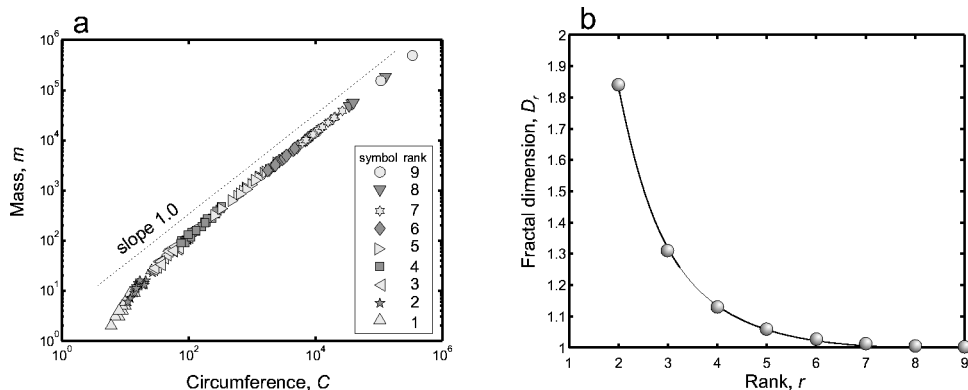 a
10^6
10^5
10^4
10^3
10^2
10^1
10^0
Mass, m
slope 1.0
symbol rank
9
8
7
6
5
4
3
2
1
10^0 10^2 10^4 10^6
Circumference, C
b
2
1.9
1.8
1.7
1.6
1.5
1.4
1.3
1.2
1.1
1
Fractal dimension, D_r
1 2 3 4 5 6 7 8 9
Rank, r